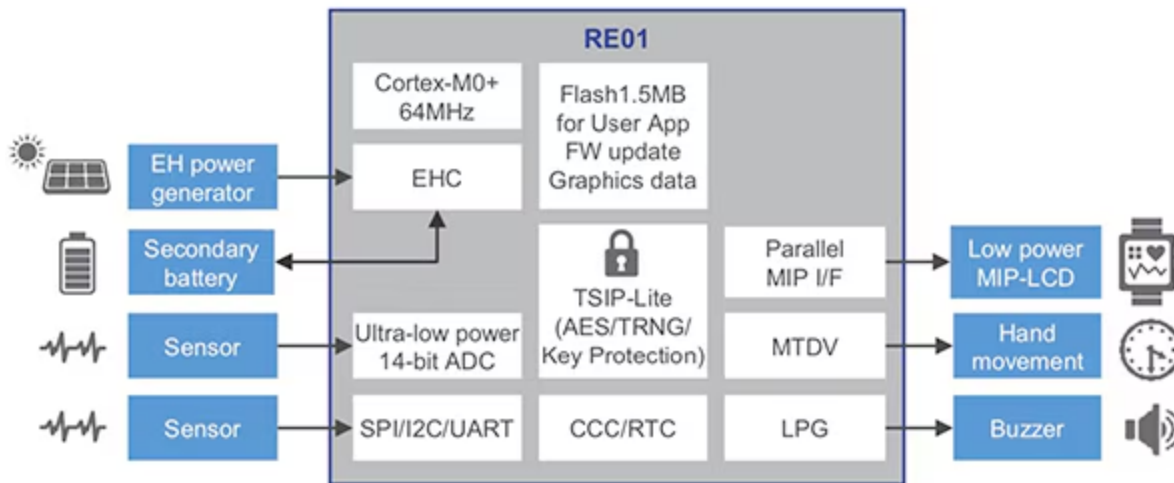 RE01
Cortex-M0+
64MHz
Flash1.5MB
for User App
FW update
Graphics data
EH power
generator
EHC
Secondary
battery
TSIP-Lite
(AES/TRNG/
Key Protection)
Parallel
MIP I/F
Low power
MIP-LCD
Sensor
Ultra-low power
14-bit ADC
MTDV
Hand
movement
Sensor
SPI/I2C/UART
CCC/RTC
LPG
Buzzer